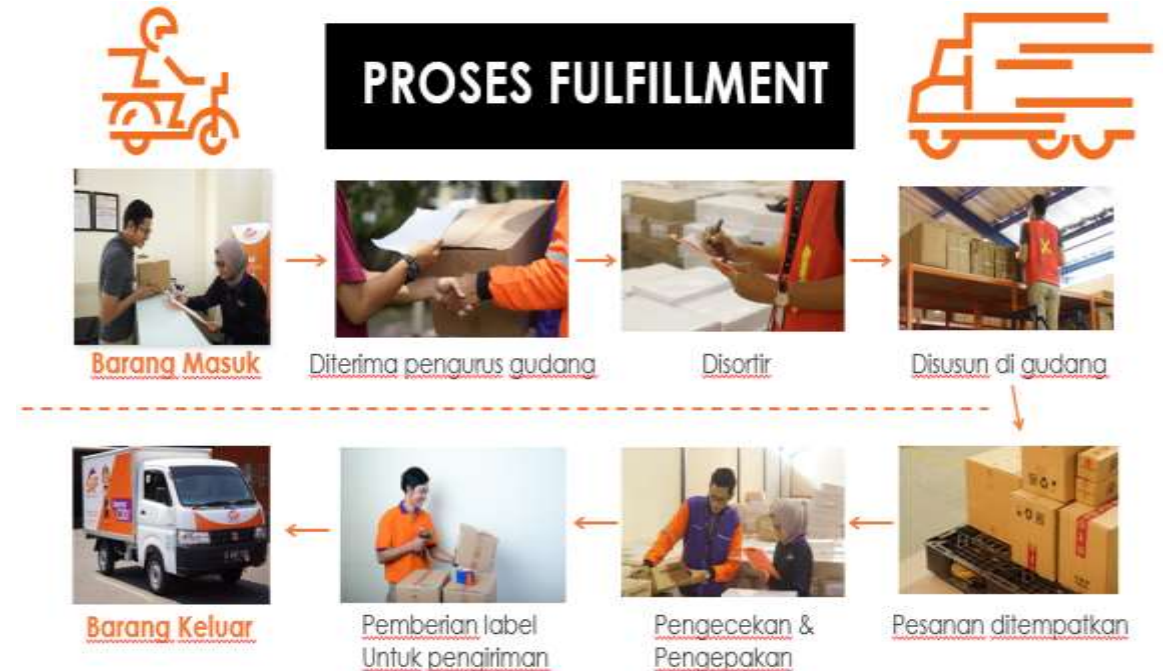 PROSES FULFILLMENT
Barang Masuk
Diterima pengurus gudang
Disortir
Disusun di gudang
Barang Keluar
Pemberian label
Untuk pengiriman
Pengecekan &
Pengepakan
Pesanan ditempatkan